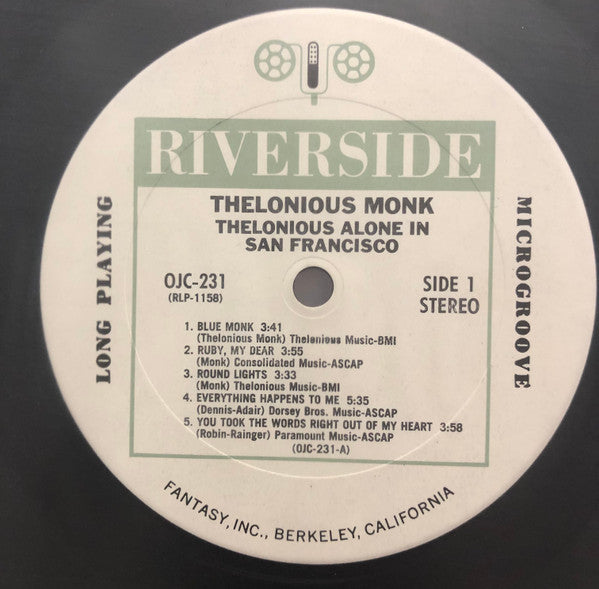 RIVERSIDE
THELONIOUS MONK
THELONIOUS ALONE IN
SAN FRANCISCO
LONG PLAYING
MICROGROOVE
OJC-231
(RLP-1158)
SIDE 1
STEREO
1. BLUE MONK 3:41
(Thelonious Monk) Thelonious Music-BMI
2. RUBY, MY DEAR 3:55
(Monk) Consolidated Music-ASCAP
3. ROUND LIGHTS 3:33
(Monk) Thelonious Music-BMI
4. EVERYTHING HAPPENS TO ME 5:35
(Dennis-Adair) Dorsey Bros. Music-ASCAP
5. YOU TOOK THE WORDS RIGHT OUT OF MY HEART 3:58
(Robin-Rainger) Paramount Music-ASCAP
(OJC-231-A)
FANTASY, INC., BERKELEY, CALIFORNIA